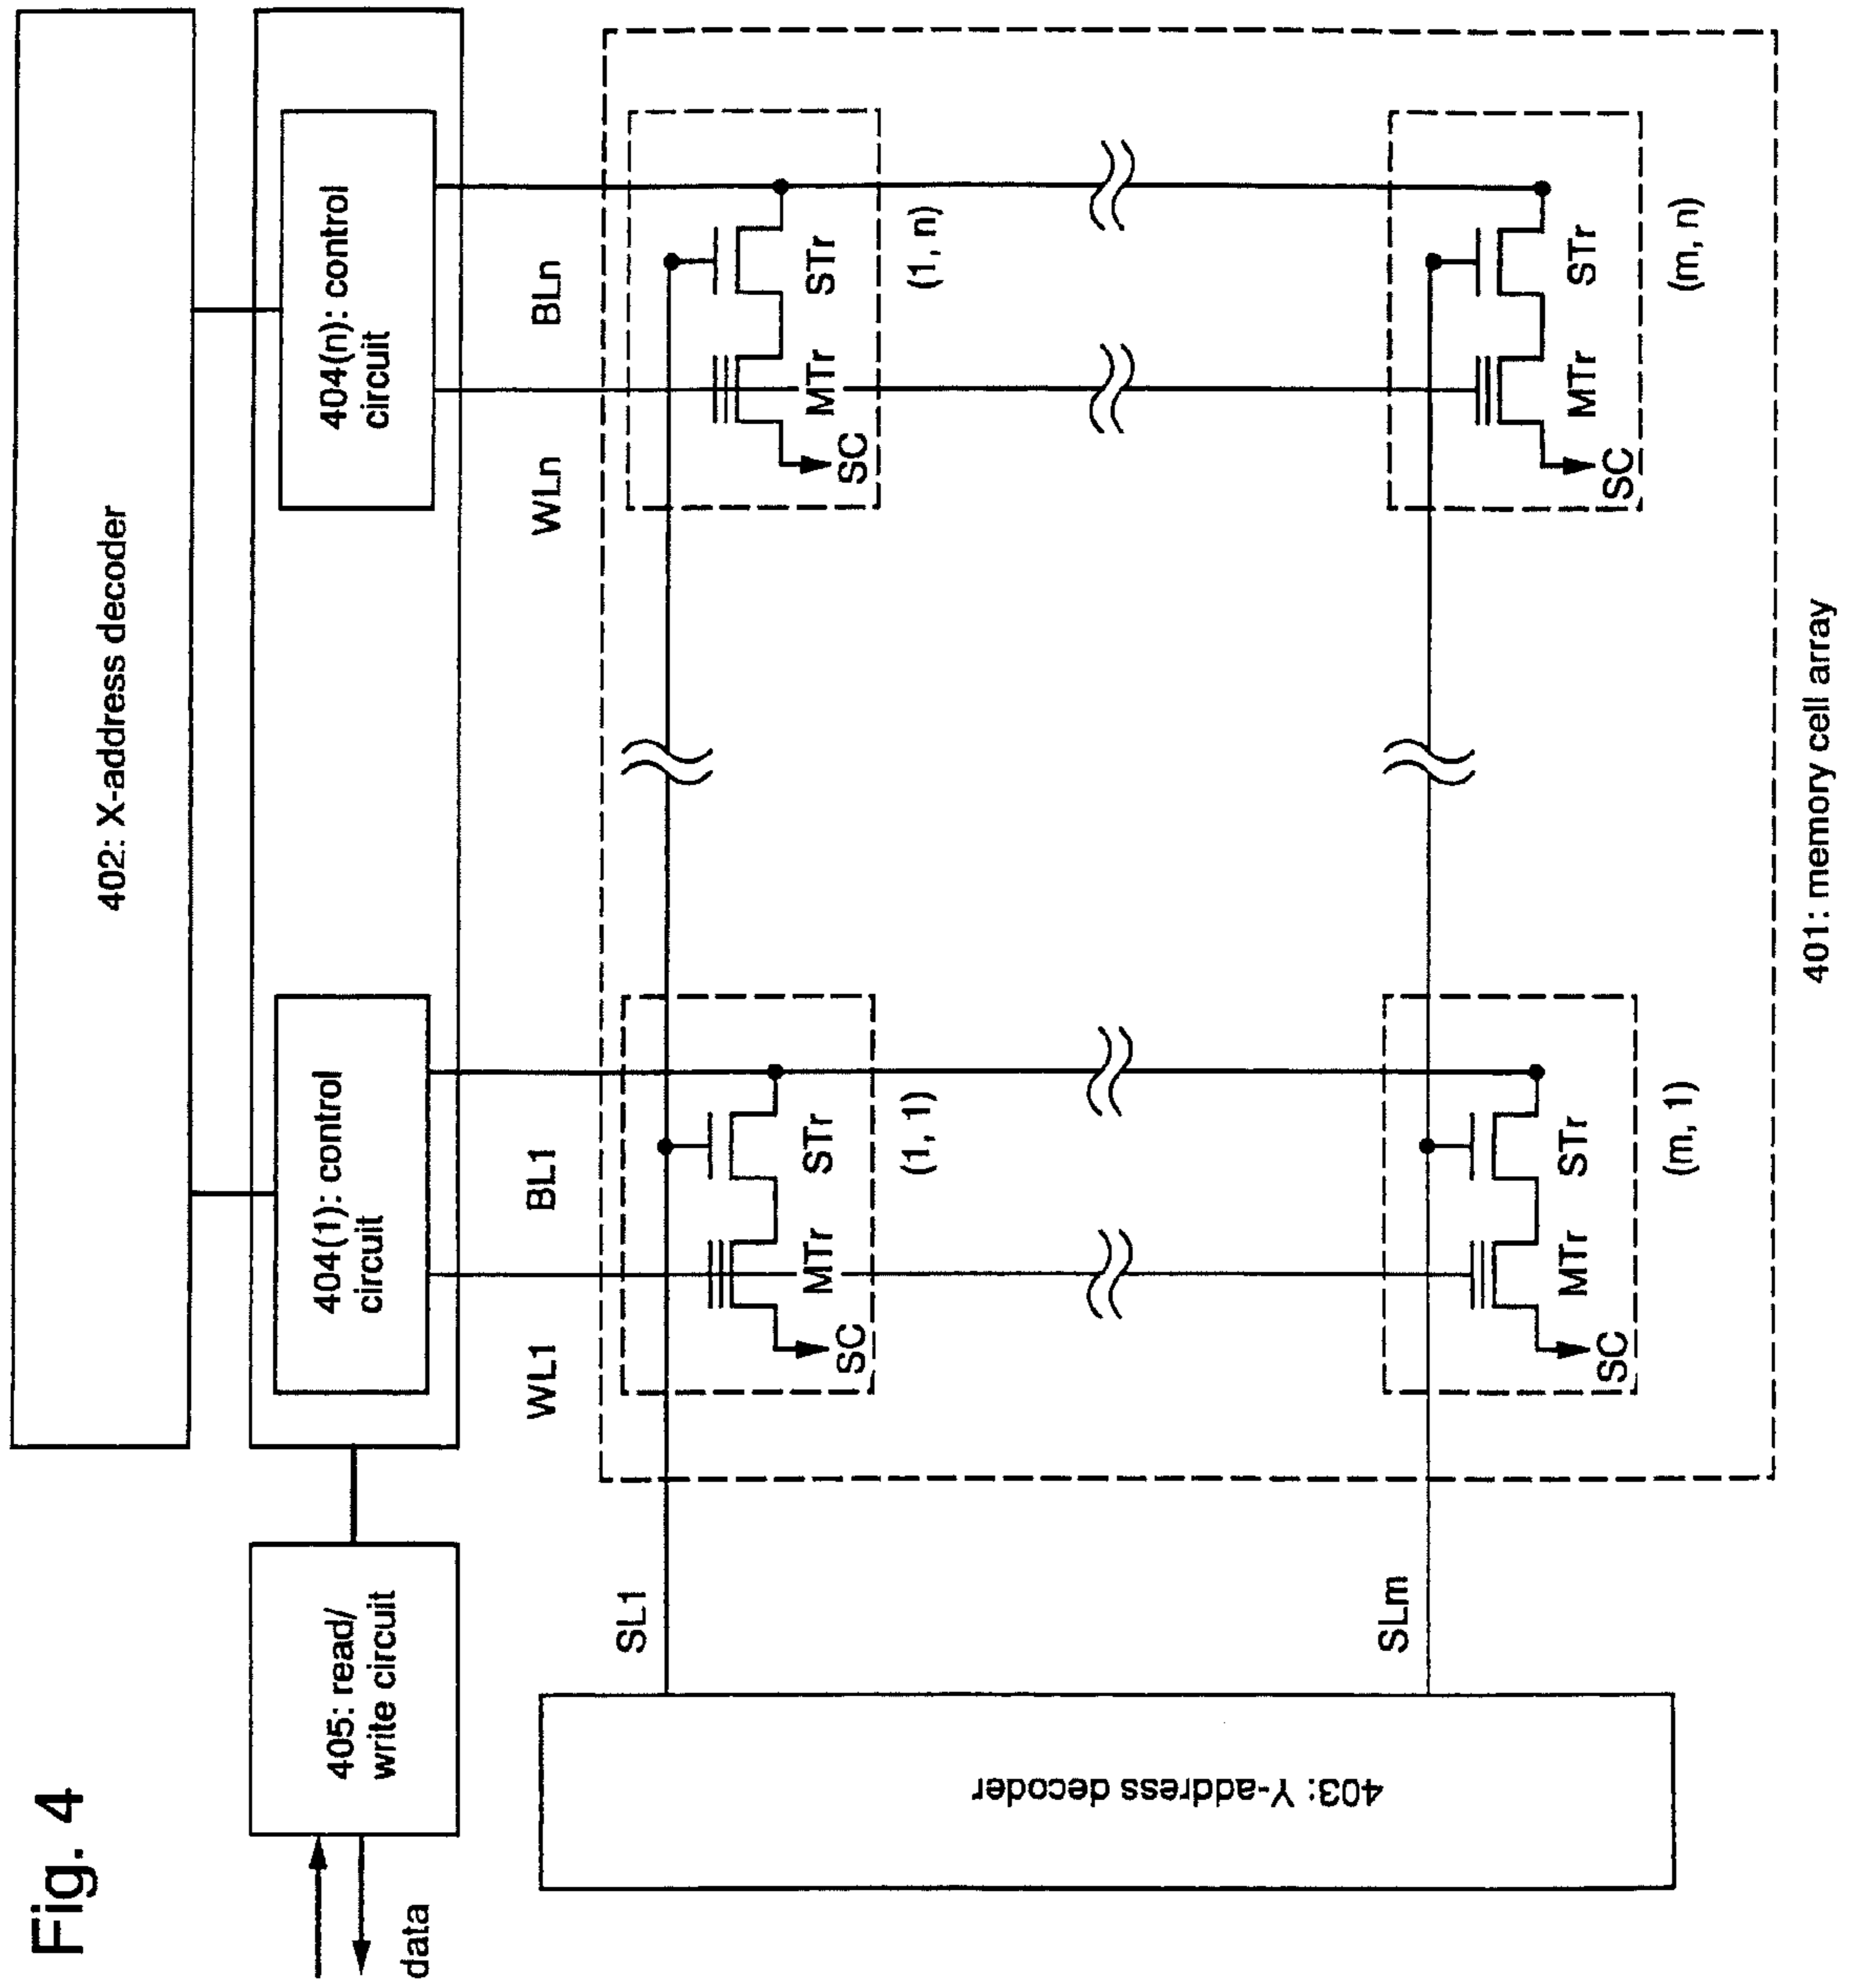 Fig. 4
402: X-address decoder
data
405: read/
write circuit
404(1): control
circuit
404(n): control
circuit
WL1
BL1
WLn
BLn
SL1
MTr
STr
SC
(1, 1)
MTr
STr
SC
(1, n)
SLm
MTr
STr
SC
(m, 1)
MTr
STr
SC
(m, n)
403: Y-address decoder
401: memory cell array